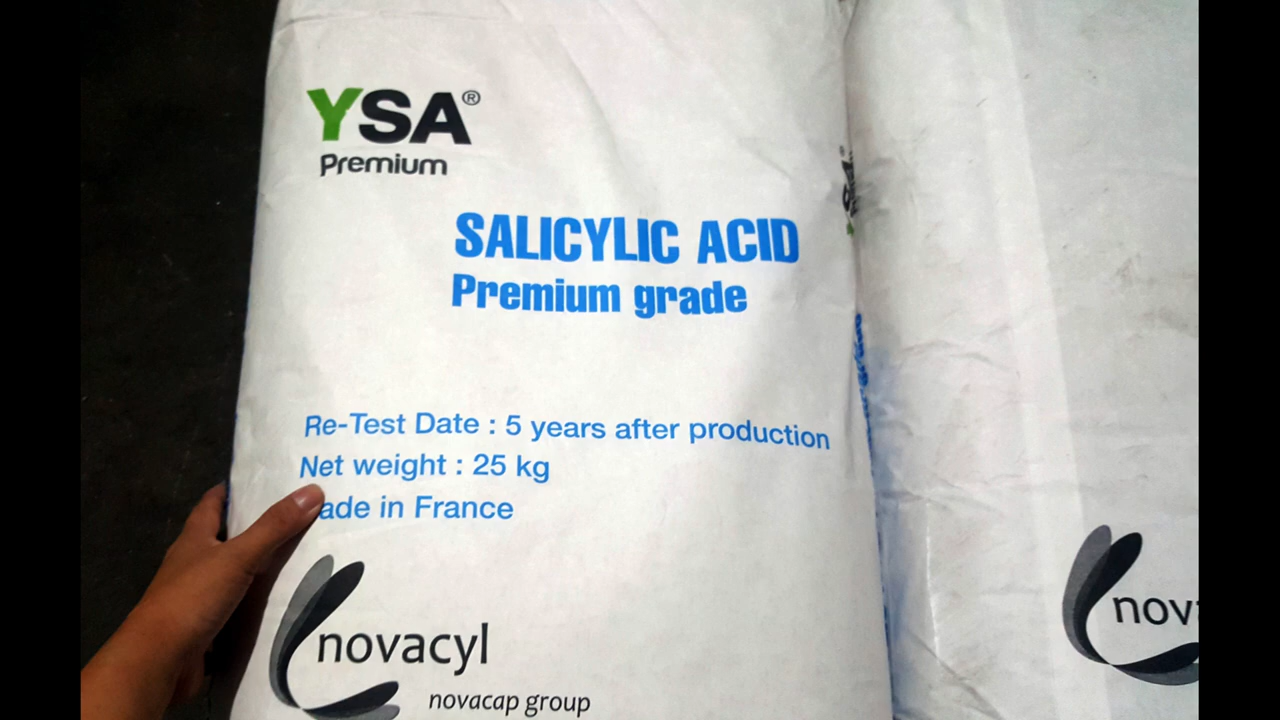 YSA®
Premium
SALICYLIC ACID
Premium grade
Re-Test Date : 5 years after production
Net weight : 25 kg
ade in France
novacyl
novacap group
nov